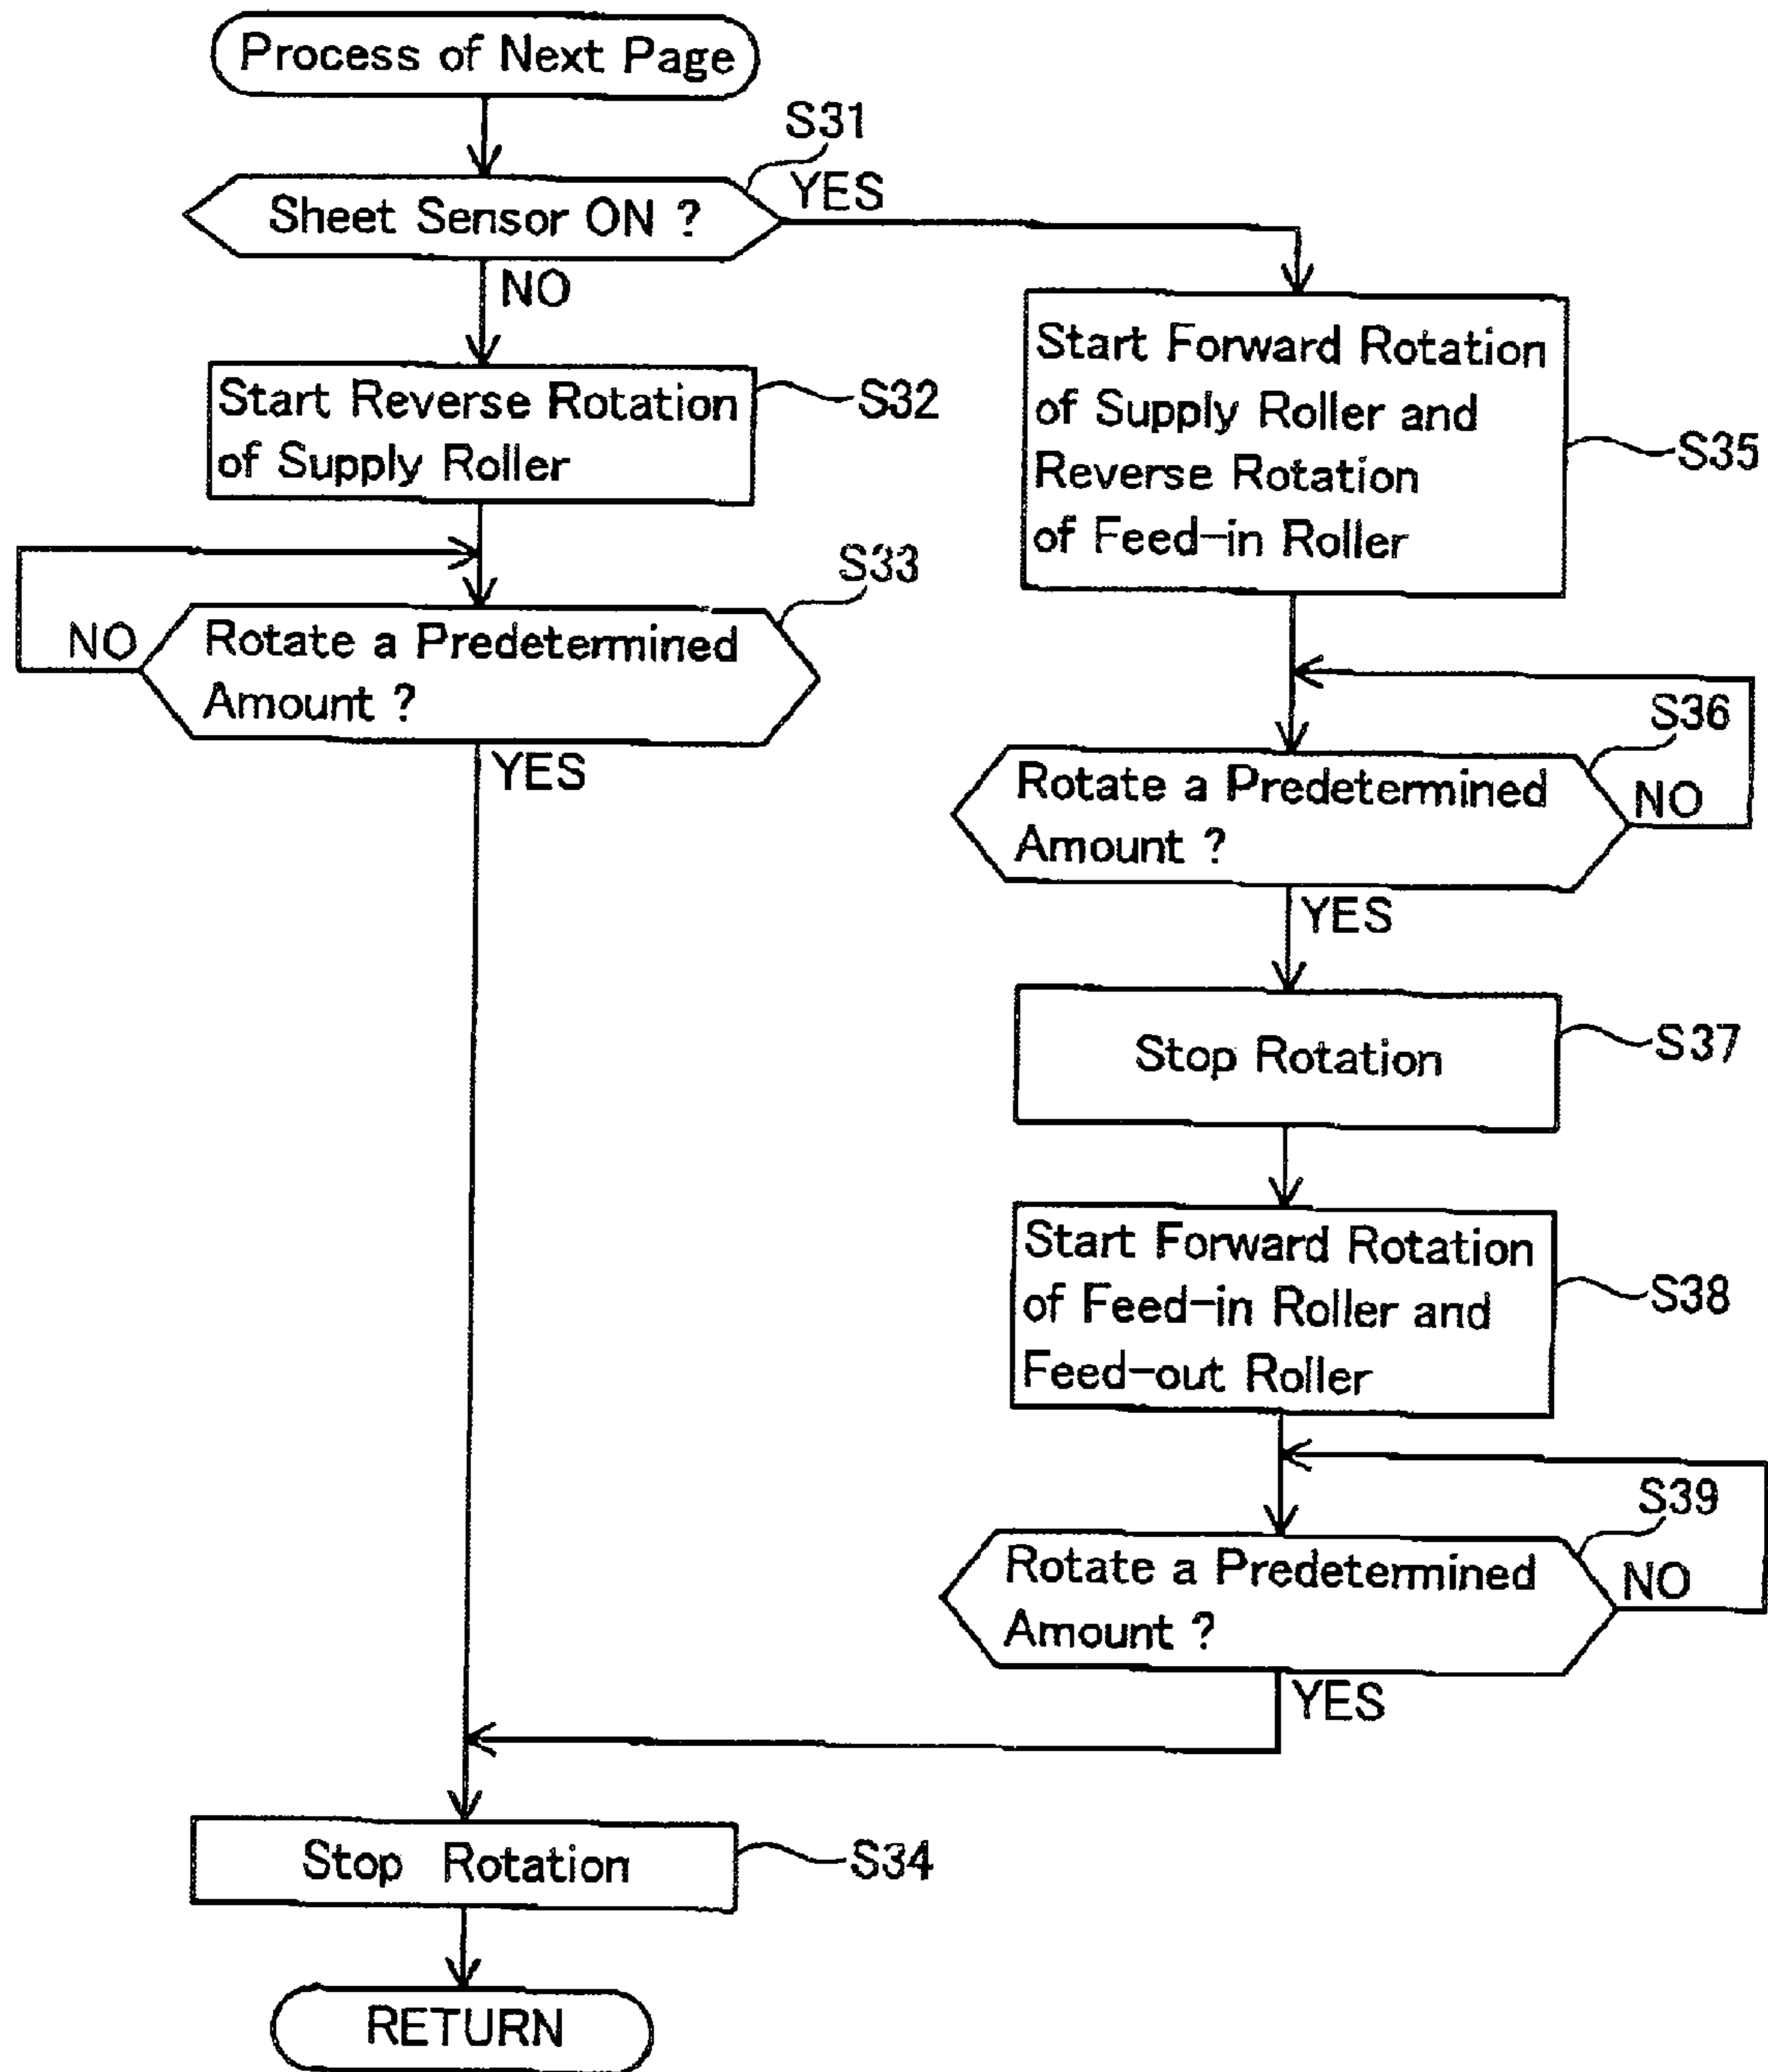 Process of Next Page
S31
Sheet Sensor ON ?
YES
NO
Start Reverse Rotation
of Supply Roller
S32
S33
NO
Rotate a Predetermined
Amount ?
YES
Start Forward Rotation
of Supply Roller and
Reverse Rotation
of Feed-in Roller
S35
S36
Rotate a Predetermined
Amount ?
NO
YES
Stop Rotation
S37
Start Forward Rotation
of Feed-in Roller and
Feed-out Roller
S38
S39
Rotate a Predetermined
Amount ?
NO
YES
Stop Rotation
S34
RETURN